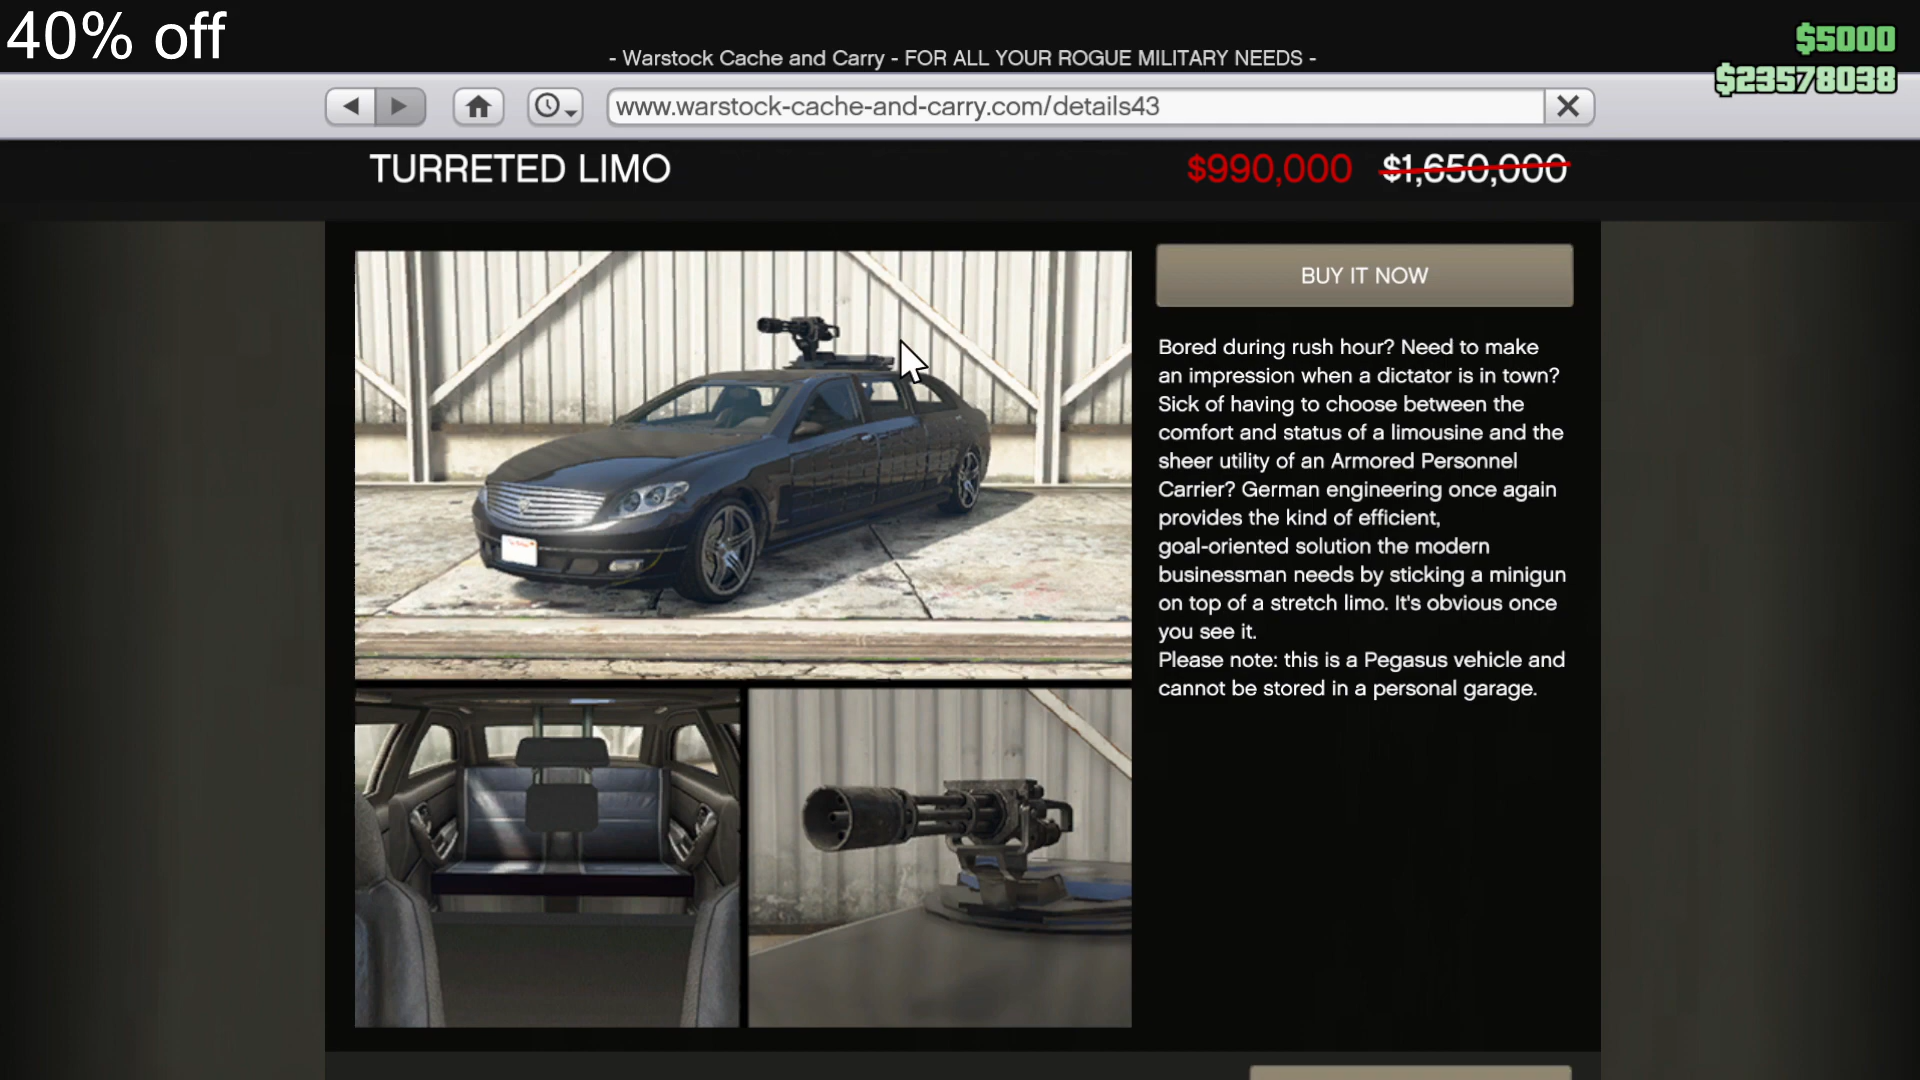 40% off
$5000
- Warstock Cache and Carry - FOR ALL YOUR ROGUE MILITARY NEEDS -
$23578038
www.warstock-cache-and-carry.com/details43
TURRETED LIMO
$990,000 $1,650,000
BUY IT NOW
Bored during rush hour? Need to make
an impression when a dictator is in town?
Sick of having to choose between the
comfort and status of a limousine and the
sheer utility of an Armored Personnel
Carrier? German engineering once again
provides the kind of efficient,
goal-oriented solution the modern
businessman needs by sticking a minigun
on top of a stretch limo. It's obvious once
you see it.
Please note: this is a Pegasus vehicle and
cannot be stored in a personal garage.